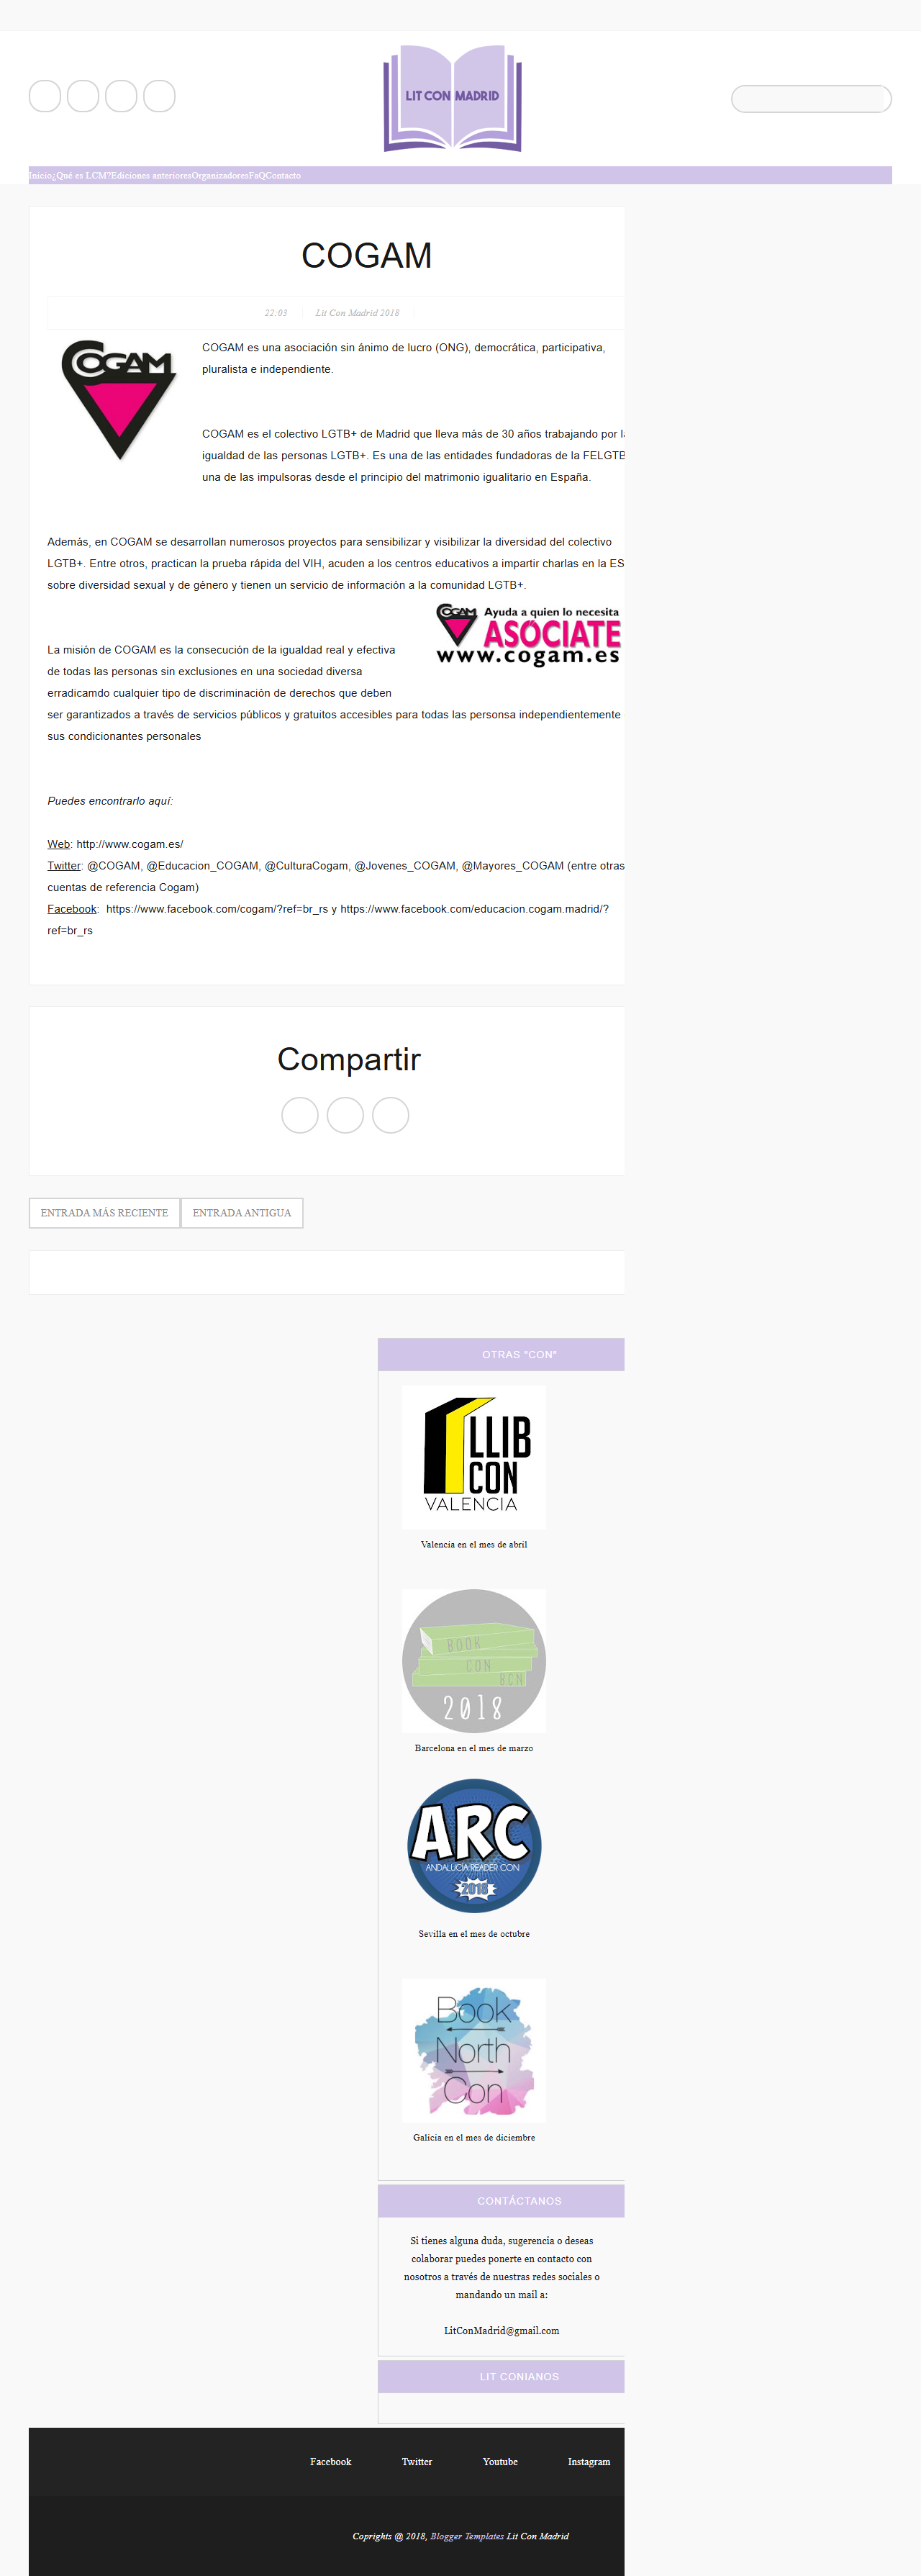 LIT CON MADRID
Inicio¿Qué es LCM?Ediciones anterioresOrganizadoresFaQContacto
COGAM
22:03 Lit Con Madrid 2018
COGAM
COGAM es una asociación sin ánimo de lucro (ONG), democrática, participativa,
pluralista e independiente.
COGAM es el colectivo LGTB+ de Madrid que lleva más de 30 años trabajando por la
igualdad de las personas LGTB+. Es una de las entidades fundadoras de la FELGTB
una de las impulsoras desde el principio del matrimonio igualitario en España.
Además, en COGAM se desarrollan numerosos proyectos para sensibilizar y visibilizar la diversidad del colectivo
LGTB+. Entre otros, practican la prueba rápida del VIH, acuden a los centros educativos a impartir charlas en la ES
sobre diversidad sexual y de género y tienen un servicio de información a la comunidad LGTB+.
COGAM Ayuda a quien lo necesita
ASÓCIATE
www.cogam.es
La misión de COGAM es la consecución de la igualdad real y efectiva
de todas las personas sin exclusiones en una sociedad diversa
erradicamdo cualquier tipo de discriminación de derechos que deben
ser garantizados a través de servicios públicos y gratuitos accesibles para todas las personsa independientemente
sus condicionantes personales
Puedes encontrarlo aquí:
Web: http://www.cogam.es/
Twitter: @COGAM, @Educacion_COGAM, @CulturaCogam, @Jovenes_COGAM, @Mayores_COGAM (entre otras
cuentas de referencia Cogam)
Facebook:  https://www.facebook.com/cogam/?ref=br_rs y https://www.facebook.com/educacion.cogam.madrid/?
ref=br_rs
Compartir
ENTRADA MÁS RECIENTE ENTRADA ANTIGUA
OTRAS "CON"
LLIB
CON
VALENCIA
Valencia en el mes de abril
BOOK
CON
BCN
2018
Barcelona en el mes de marzo
ARC
ANDALUCIA READER CON
2018
Sevilla en el mes de octubre
Book
North
Con
Galicia en el mes de diciembre
CONTÁCTANOS
Si tienes alguna duda, sugerencia o deseas
colaborar puedes ponerte en contacto con
nosotros a través de nuestras redes sociales o
mandando un mail a:
LitConMadrid@gmail.com
LIT CONIANOS
Facebook Twitter Youtube Instagram
Coprights @ 2018, Blogger Templates Lit Con Madrid